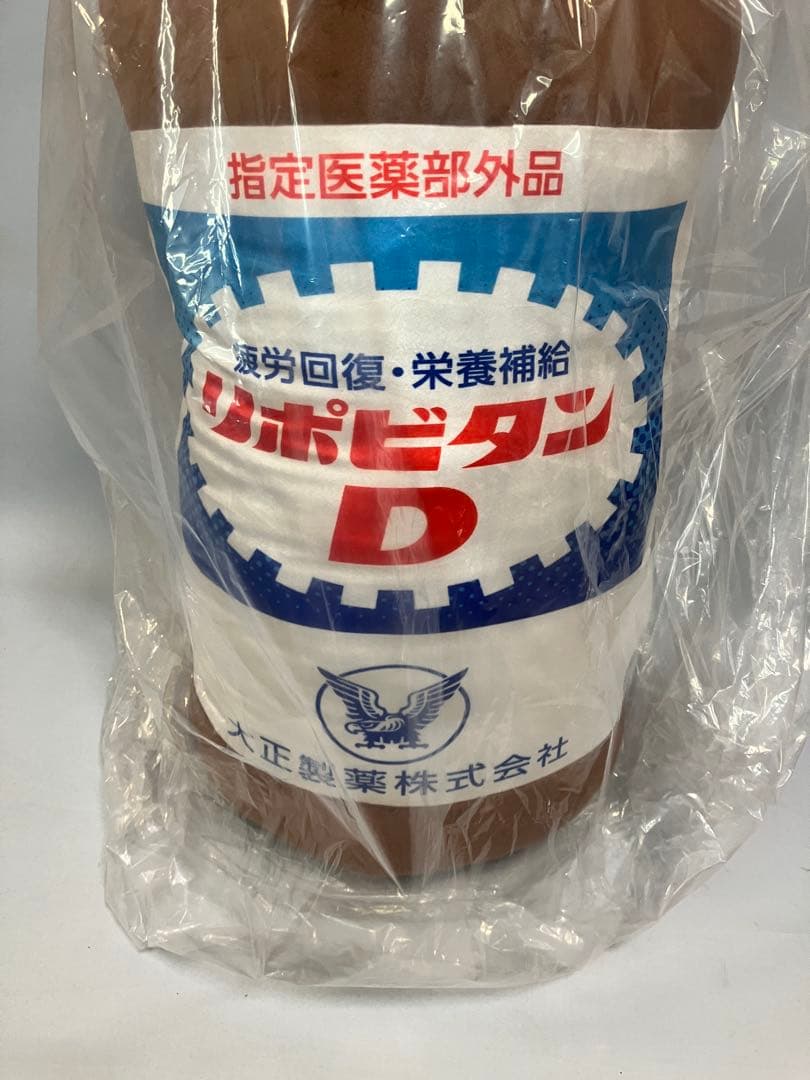 指定医薬部外品
疲労回復・栄養補給
リポビタン
D
大正製薬株式会社